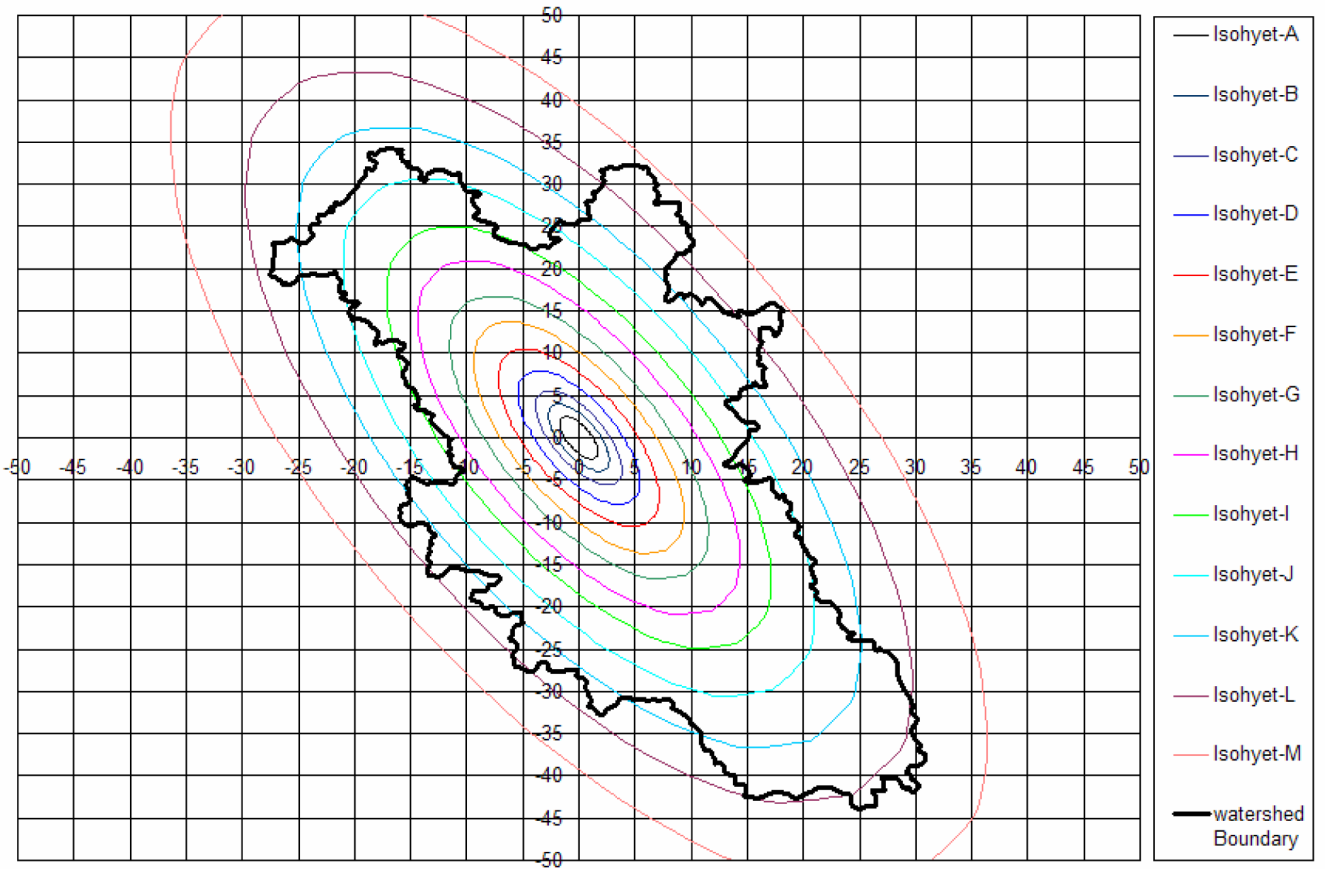 50
45
40
35
30
25
20
15
10
5
0
-50 -45 -40 -35 -30 -25 -20 -15 -10 -5 0 5 10 15 20 25 30 35 40 45 50
-5
-10
-15
-20
-25
-30
-35
-40
-45
-50
Isohyet-A
Isohyet-B
Isohyet-C
Isohyet-D
Isohyet-E
Isohyet-F
Isohyet-G
Isohyet-H
Isohyet-I
Isohyet-J
Isohyet-K
Isohyet-L
Isohyet-M
watershed
Boundary